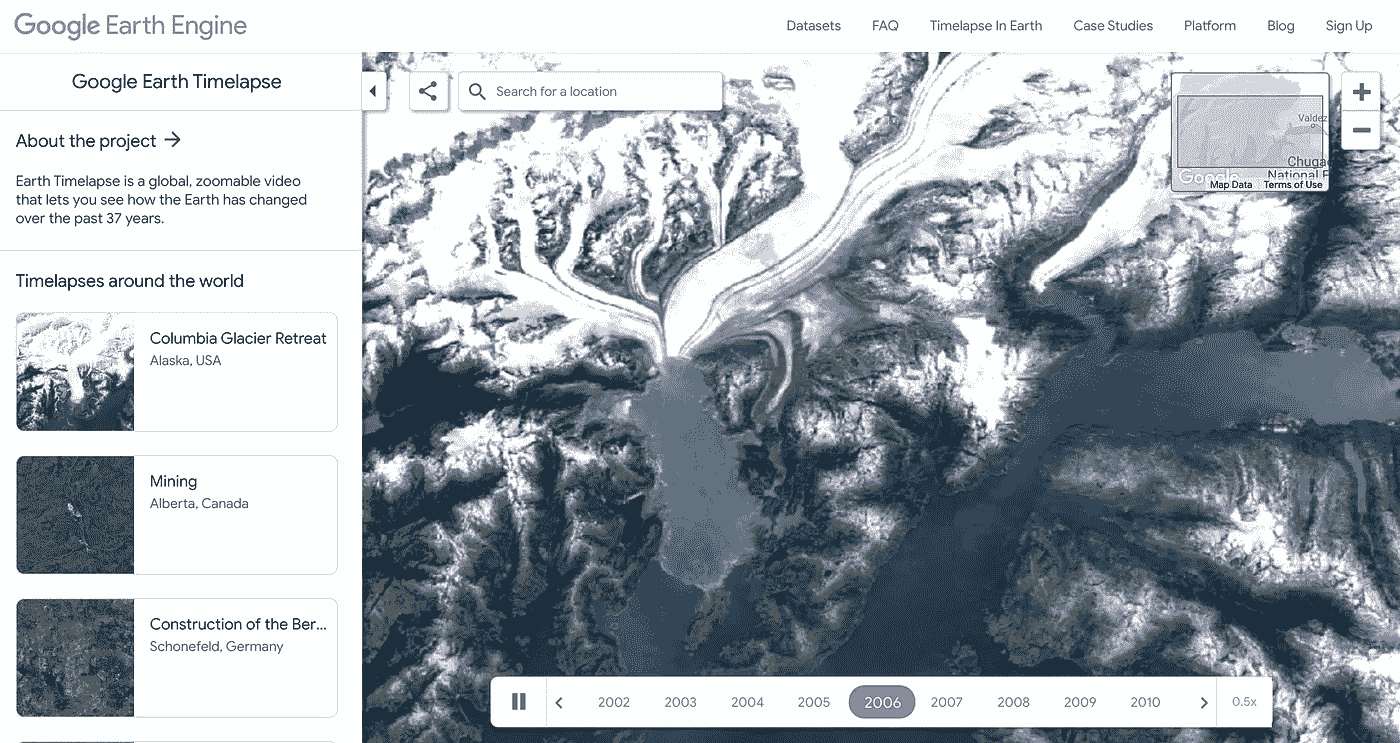 Google Earth Engine
Datasets FAQ Timelapse In Earth Case Studies Platform Blog Sign Up
Google Earth Timelapse
Search for a location
About the project
Earth Timelapse is a global, zoomable video
that lets you see how the Earth has changed
over the past 37 years.
Timelapses around the world
Columbia Glacier Retreat
Alaska, USA
Mining
Alberta, Canada
Construction of the Ber...
Schonefeld, Germany
Valdez
Chuga
National F
Google
Map Data Terms of Use
2002 2003 2004 2005 2006 2007 2008 2009 2010 0.5x